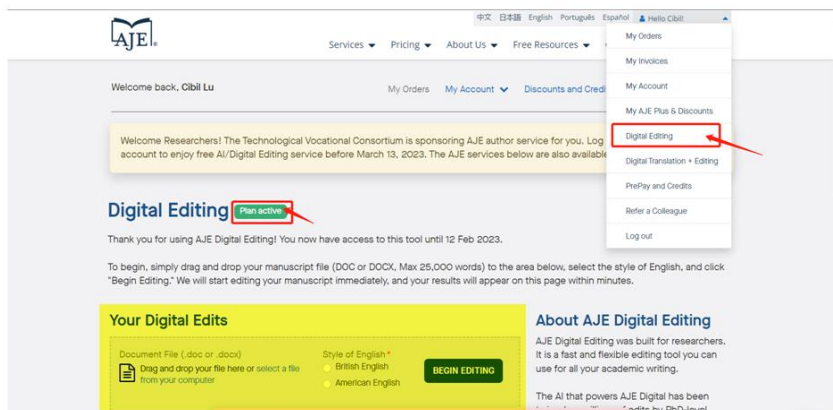 中文 日本語 English Português Español Hello Cibil!
AJE
Services Pricing About Us Free Resources
My Orders
My Invoices
My Account
My AJE Plus & Discounts
Digital Editing
Digital Translation + Editing
PrePay and Credits
Refer a Colleague
Log out
Welcome back, Cibil Lu
My Orders My Account Discounts and Credi
Welcome Researchers! The Technological Vocational Consortium is sponsoring AJE author service for you. Log
account to enjoy free AI/Digital Editing service before March 13, 2023. The AJE services below are also available
Digital Editing Plan active
Thank you for using AJE Digital Editing! You now have access to this tool until 12 Feb 2023.
To begin, simply drag and drop your manuscript file (DOC or DOCX, Max 25,000 words) to the area below, select the style of English, and click
"Begin Editing." We will start editing your manuscript immediately, and your results will appear on this page within minutes.
Your Digital Edits
Document File (.doc or .docx)
Drag and drop your file here or select a file
from your computer
Style of English *
British English
American English
BEGIN EDITING
About AJE Digital Editing
AJE Digital Editing was built for researchers.
It is a fast and flexible editing tool you can
use for all your academic writing.
The AI that powers AJE Digital has been